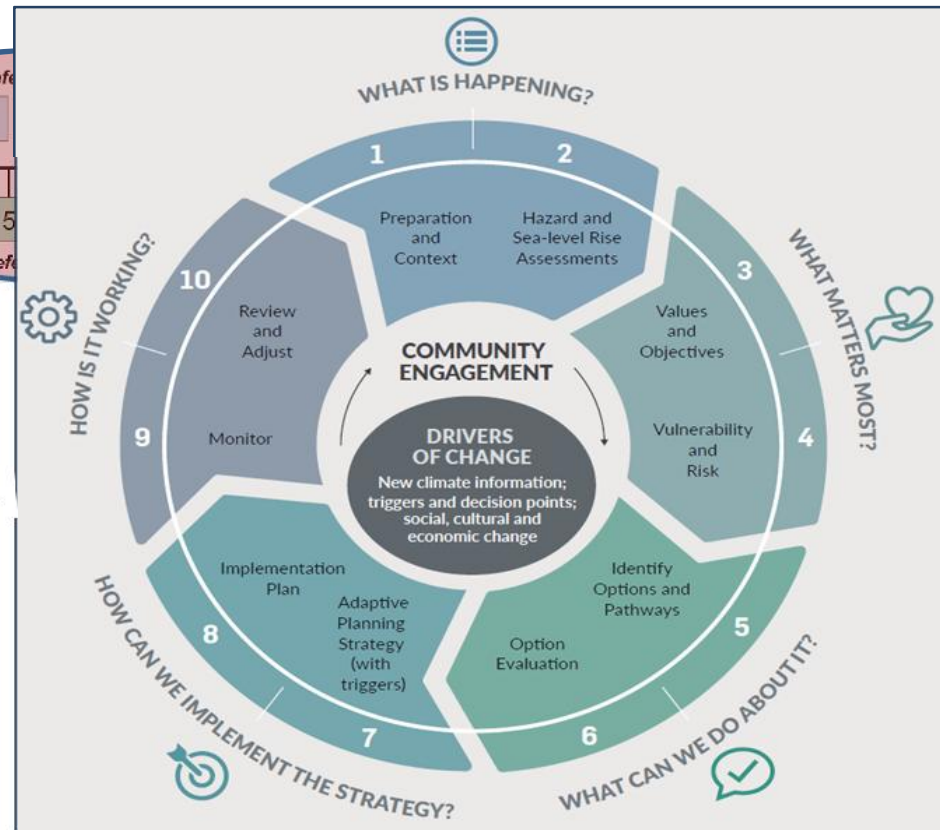 WHAT IS HAPPENING?
1
2
Preparation
and
Context
Hazard and
Sea-level Rise
Assessments
WHAT MATTERS MOST?
3
Values
and
Objectives
4
Vulnerability
and
Risk
WHAT CAN WE DO ABOUT IT?
5
Identify
Options and
Pathways
6
Option
Evaluation
HOW CAN WE IMPLEMENT THE STRATEGY?
7
Adaptive
Planning
Strategy
(with
triggers)
8
Implementation
Plan
HOW IS IT WORKING?
9
Monitor
10
Review
and
Adjust
COMMUNITY
ENGAGEMENT
DRIVERS
OF CHANGE
New climate information;
triggers and decision points;
social, cultural and
economic change
5